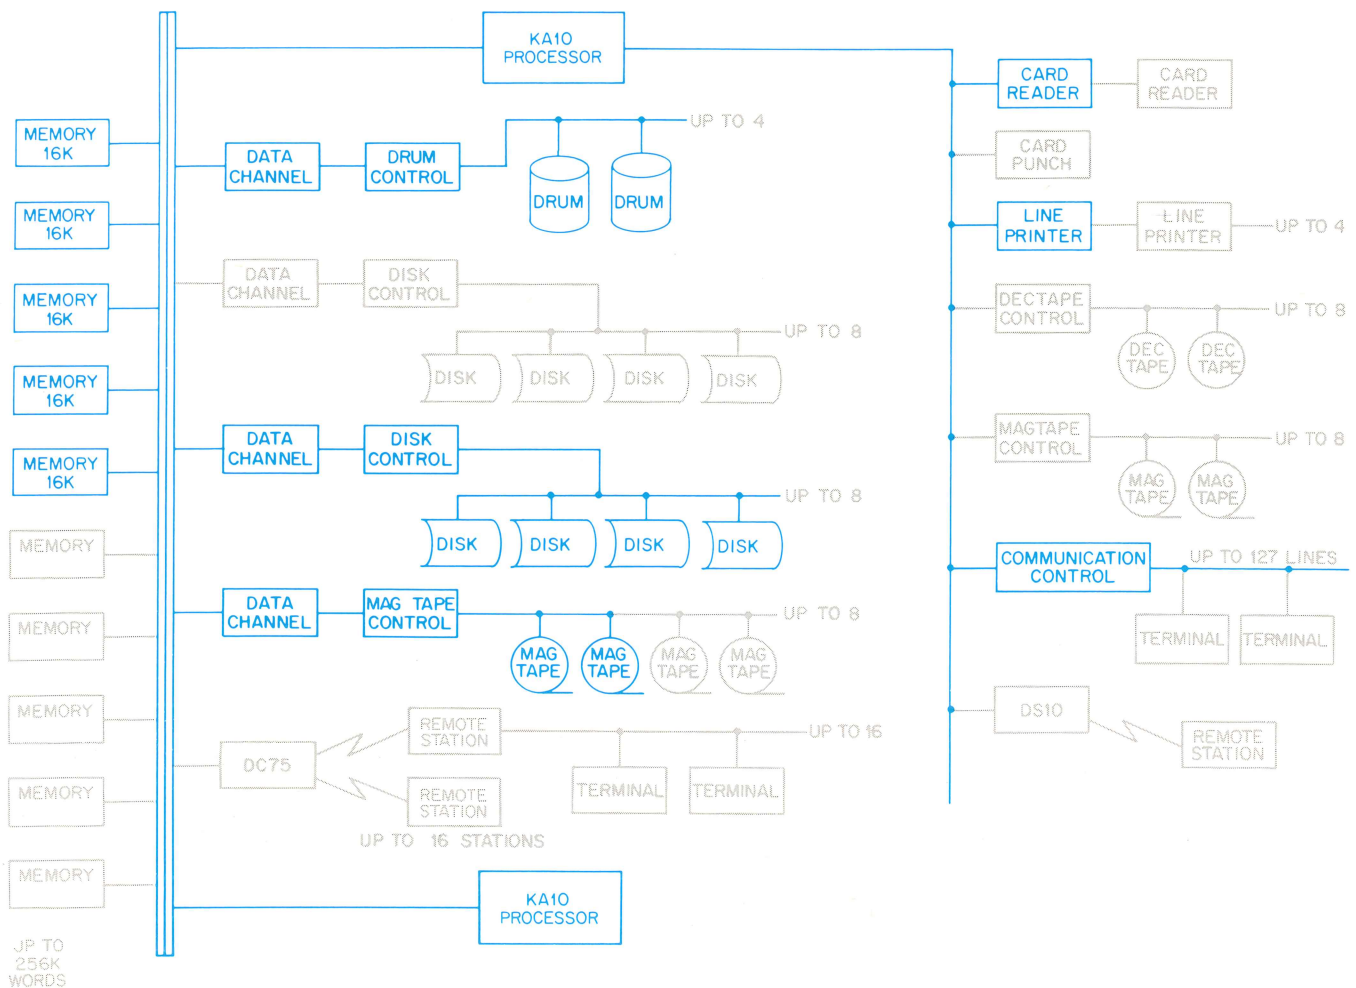 KA10
PROCESSOR
MEMORY
16K
MEMORY
16K
MEMORY
16K
MEMORY
16K
MEMORY
16K
MEMORY
MEMORY
MEMORY
MEMORY
MEMORY
JP TO
256K
WORDS
DATA
CHANNEL
DRUM
CONTROL
DRUM
DRUM
UP TO 4
DATA
CHANNEL
DISK
CONTROL
UP TO 8
DISK
DISK
DISK
DISK
DATA
CHANNEL
DISK
CONTROL
UP TO 8
DISK
DISK
DISK
DISK
DATA
CHANNEL
MAG TAPE
CONTROL
UP TO 8
MAG
TAPE
MAG
TAPE
MAG
TAPE
MAG
TAPE
DC75
REMOTE
STATION
UP TO 16
TERMINAL
TERMINAL
REMOTE
STATION
UP TO 16 STATIONS
KA10
PROCESSOR
CARD
READER
CARD
READER
CARD
PUNCH
LINE
PRINTER
LINE
PRINTER
UP TO 4
DECTAPE
CONTROL
UP TO 8
DEC
TAPE
DEC
TAPE
MAGTAPE
CONTROL
UP TO 8
MAG
TAPE
MAG
TAPE
COMMUNICATION
CONTROL
UP TO 127 LINES
TERMINAL
TERMINAL
DS10
REMOTE
STATION